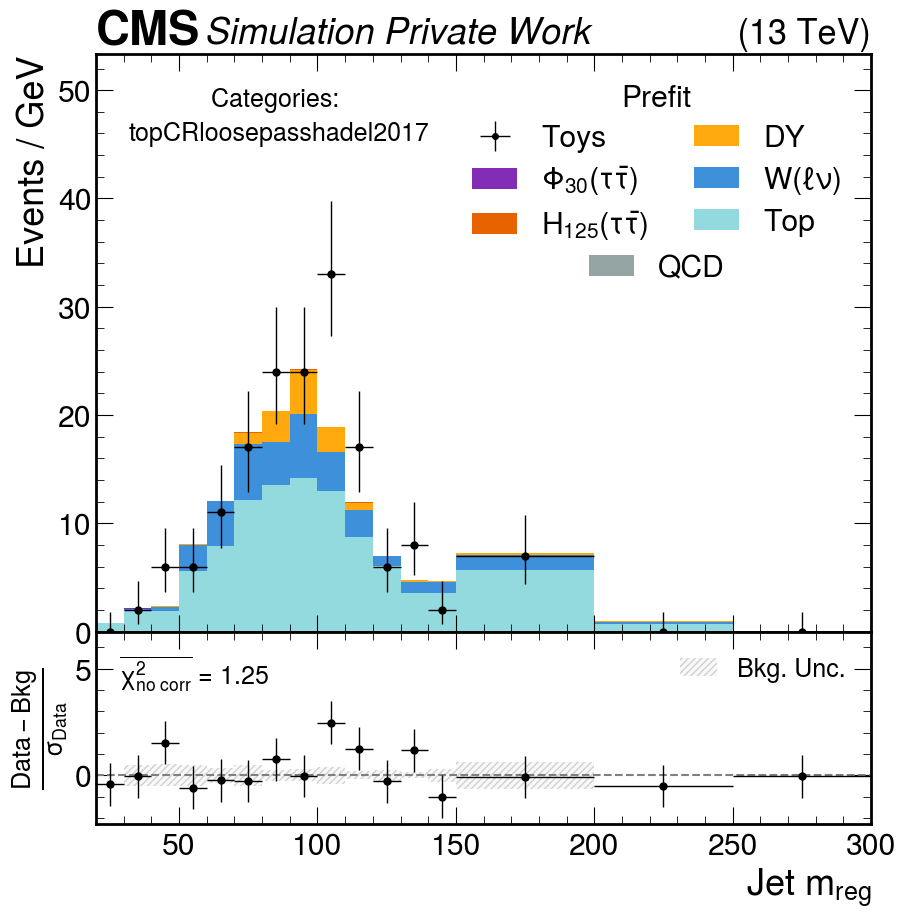 CMS Simulation Private Work (13 TeV)
Events / GeV
50
40
30
20
10
0
Categories:
topCRloosepasshadel2017
Prefit
Toys
Φ30(ττ̄)
H125(ττ̄)
DY
W(ℓν)
Top
QCD
Data – Bkg
σData
5
0
χ²no corr = 1.25
Bkg. Unc.
50 100 150 200 250 300
Jet mreg